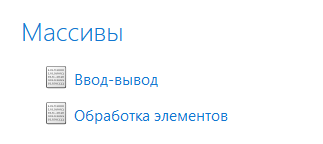 Массивы
Ввод-вывод
Обработка элементов